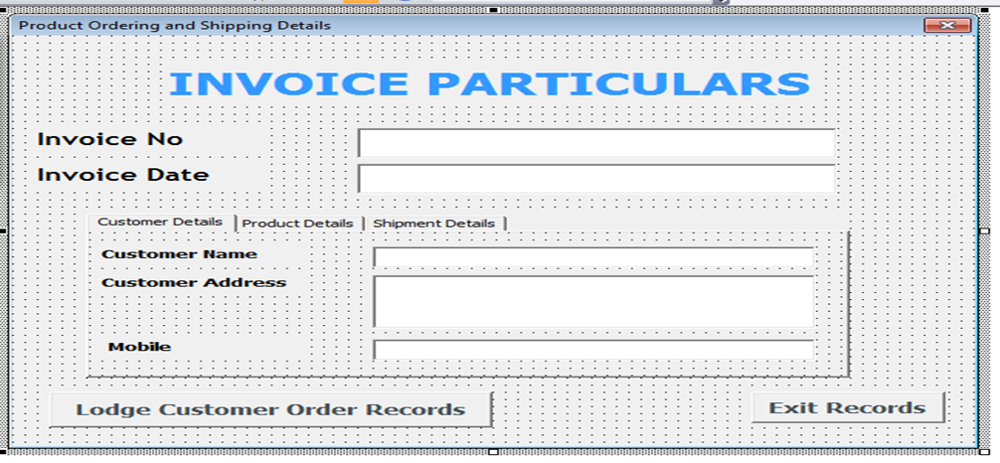 Product Ordering and Shipping Details
INVOICE PARTICULARS
Invoice No
Invoice Date
Customer Details Product Details Shipment Details
Customer Name
Customer Address
Mobile
Lodge Customer Order Records Exit Records